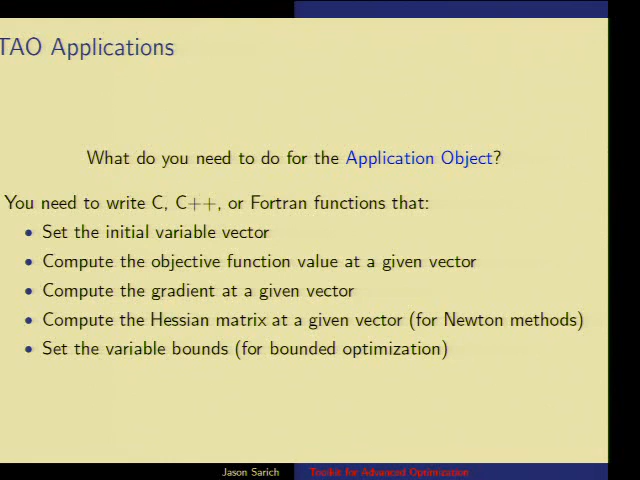 TAO Applications
What do you need to do for the Application Object?
You need to write C, C++, or Fortran functions that:
• Set the initial variable vector
• Compute the objective function value at a given vector
• Compute the gradient at a given vector
• Compute the Hessian matrix at a given vector (for Newton methods)
• Set the variable bounds (for bounded optimization)
Jason Sarich Toolkit for Advanced Optimization